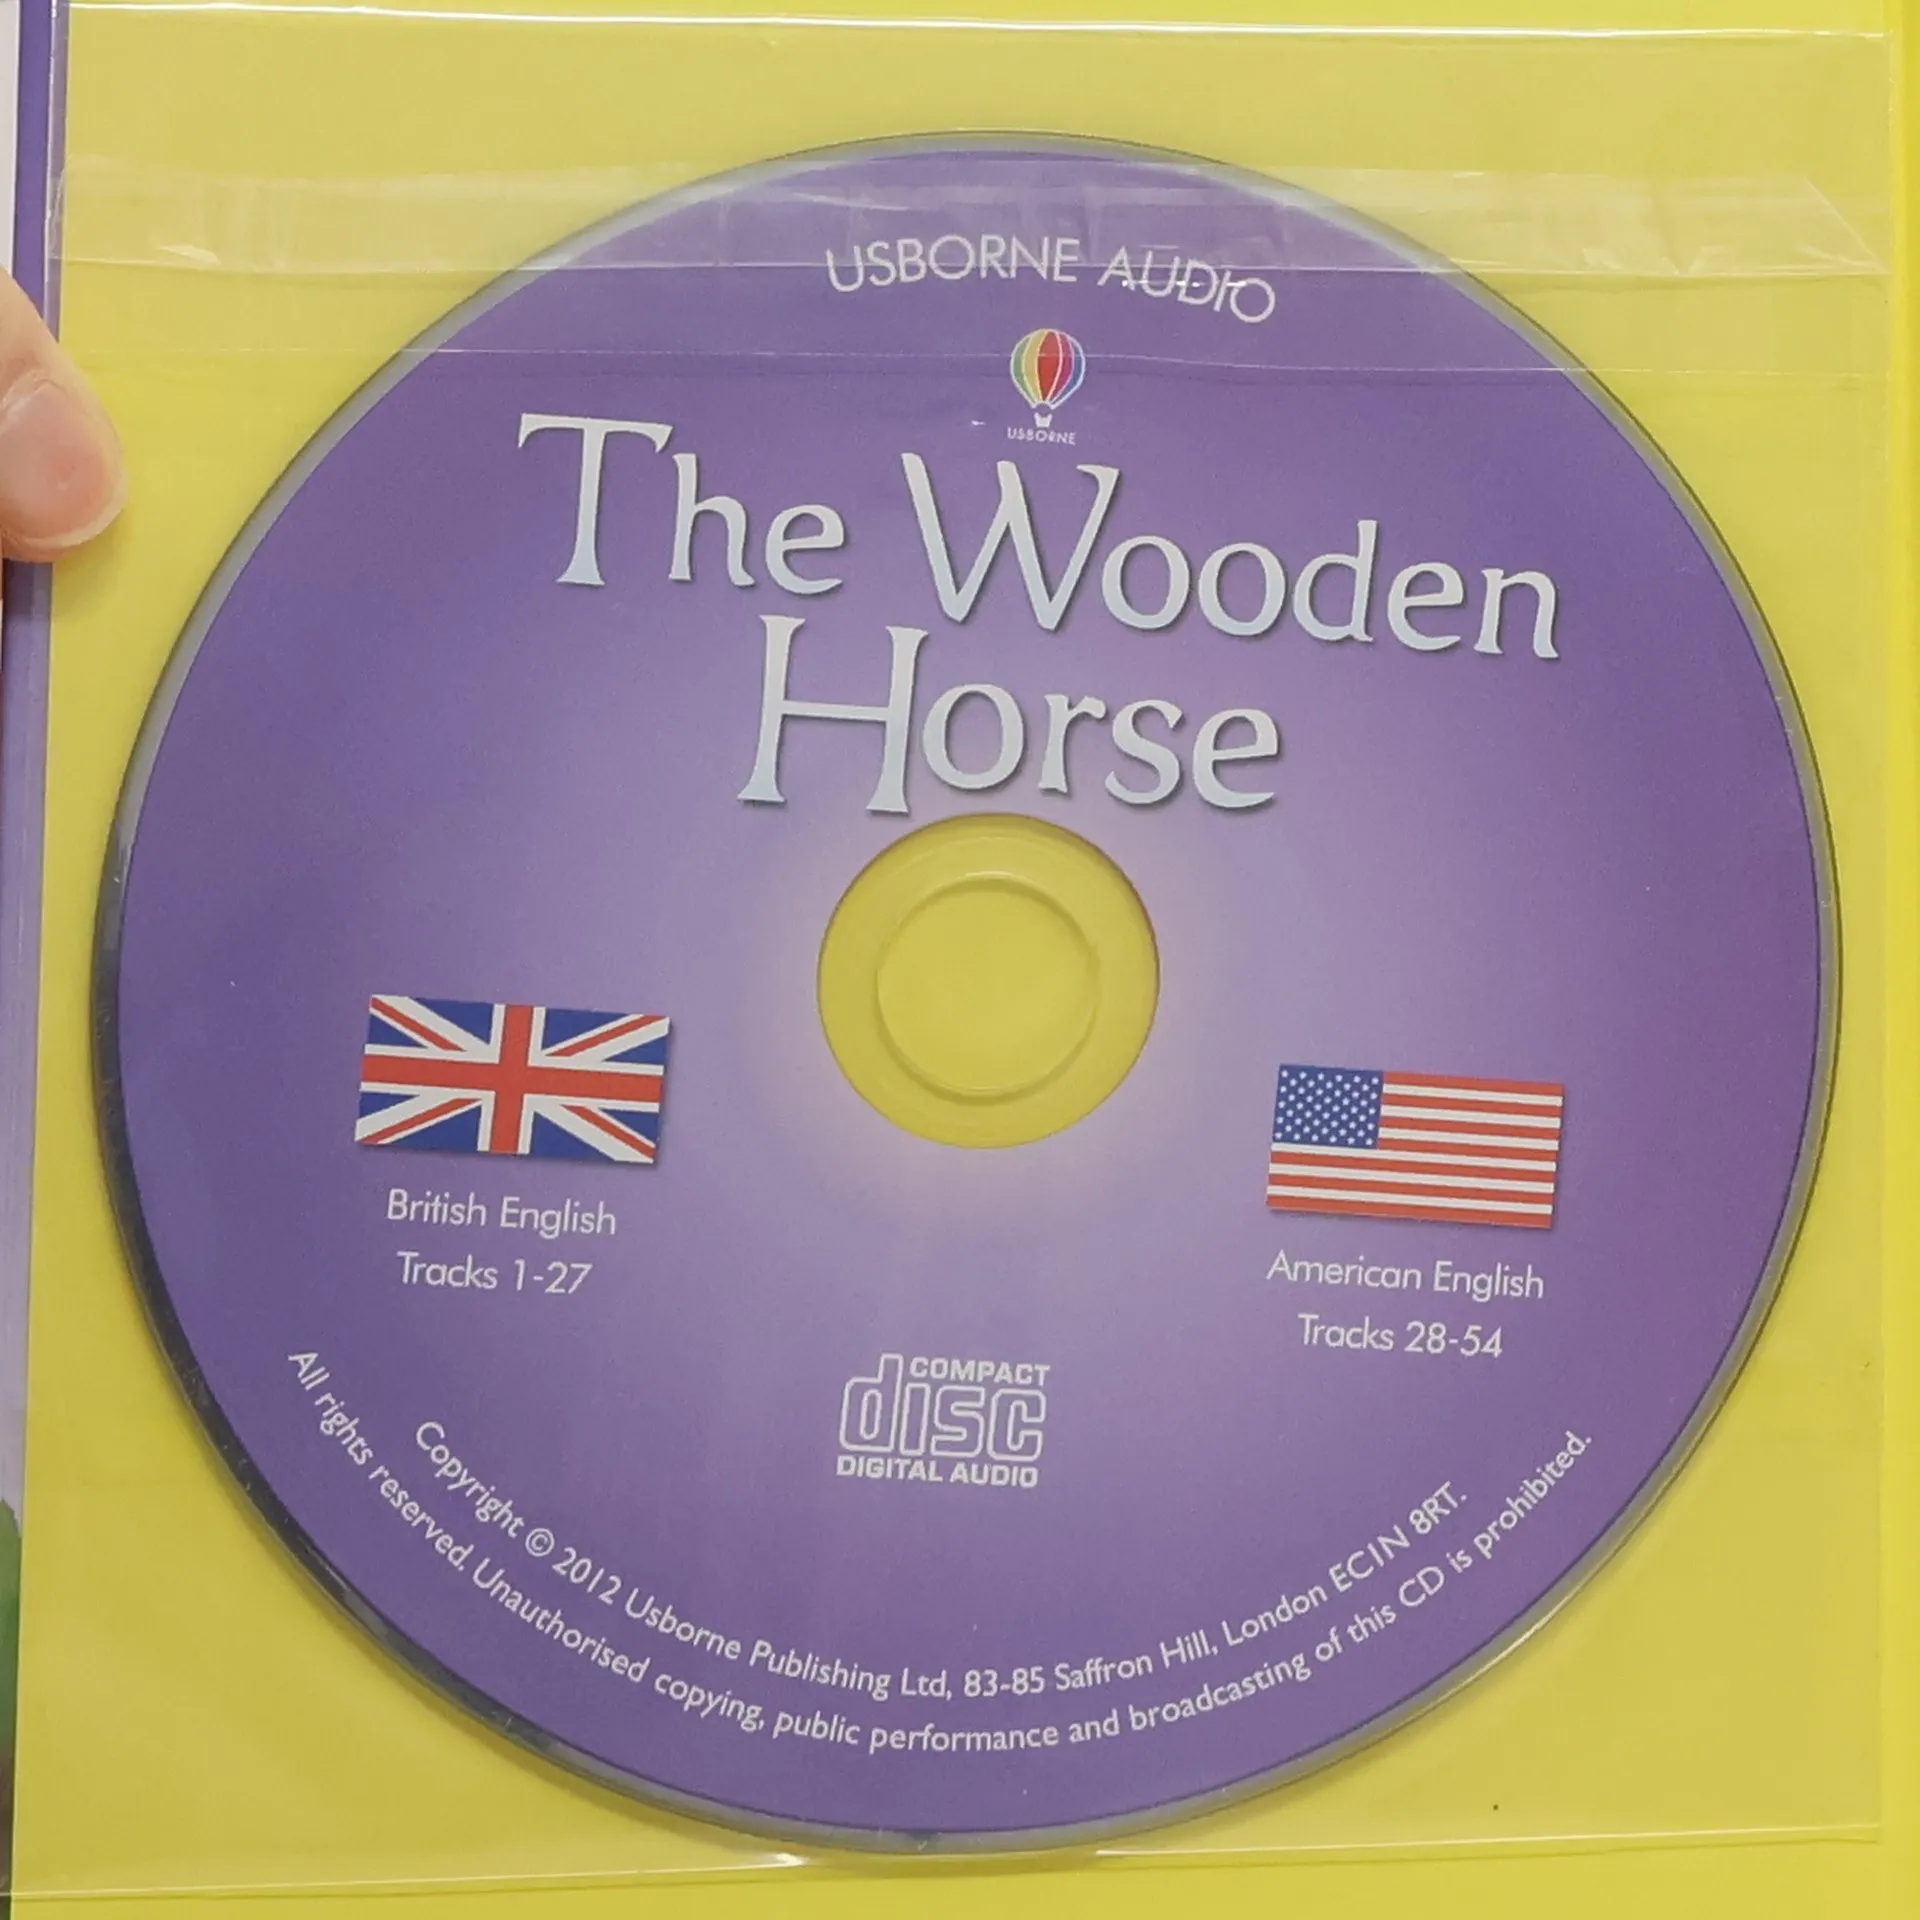 USBORNE AUDIO
USBORNE
The Wooden
Horse
British English
Tracks 1-27
American English
Tracks 28-54
COMPACT
disc
DIGITAL AUDIO
Copyright © 2012 Usborne Publishing Ltd, 83-85 Saffron Hill, London EC1N 8RT.
All rights reserved. Unauthorised copying, public performance and broadcasting of this CD is prohibited.